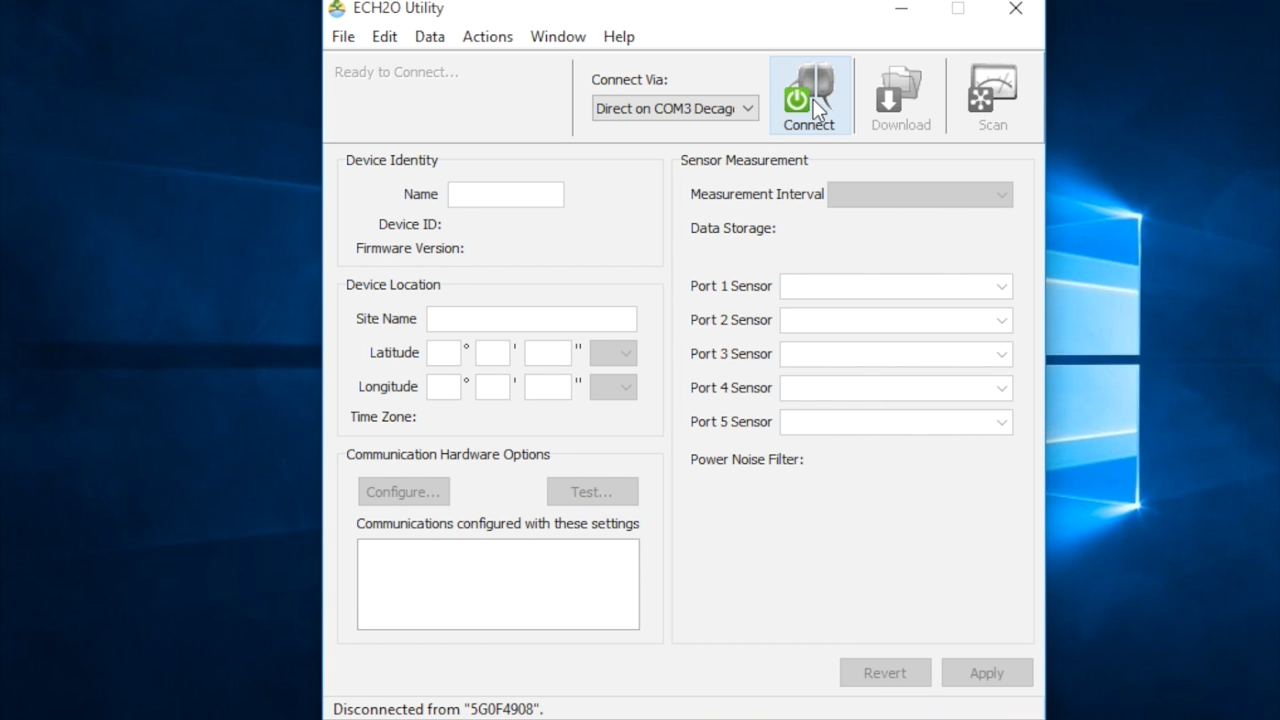 ECH2O Utility
File Edit Data Actions Window Help
Ready to Connect...
Connect Via:
Direct on COM3 Decag
Connect
Download
Scan
Device Identity
Name
Device ID:
Firmware Version:
Device Location
Site Name
Latitude ° ' "
Longitude ° ' "
Time Zone:
Communication Hardware Options
Configure... Test...
Communications configured with these settings
Sensor Measurement
Measurement Interval
Data Storage:
Port 1 Sensor
Port 2 Sensor
Port 3 Sensor
Port 4 Sensor
Port 5 Sensor
Power Noise Filter:
Revert Apply
Disconnected from "5G0F4908".